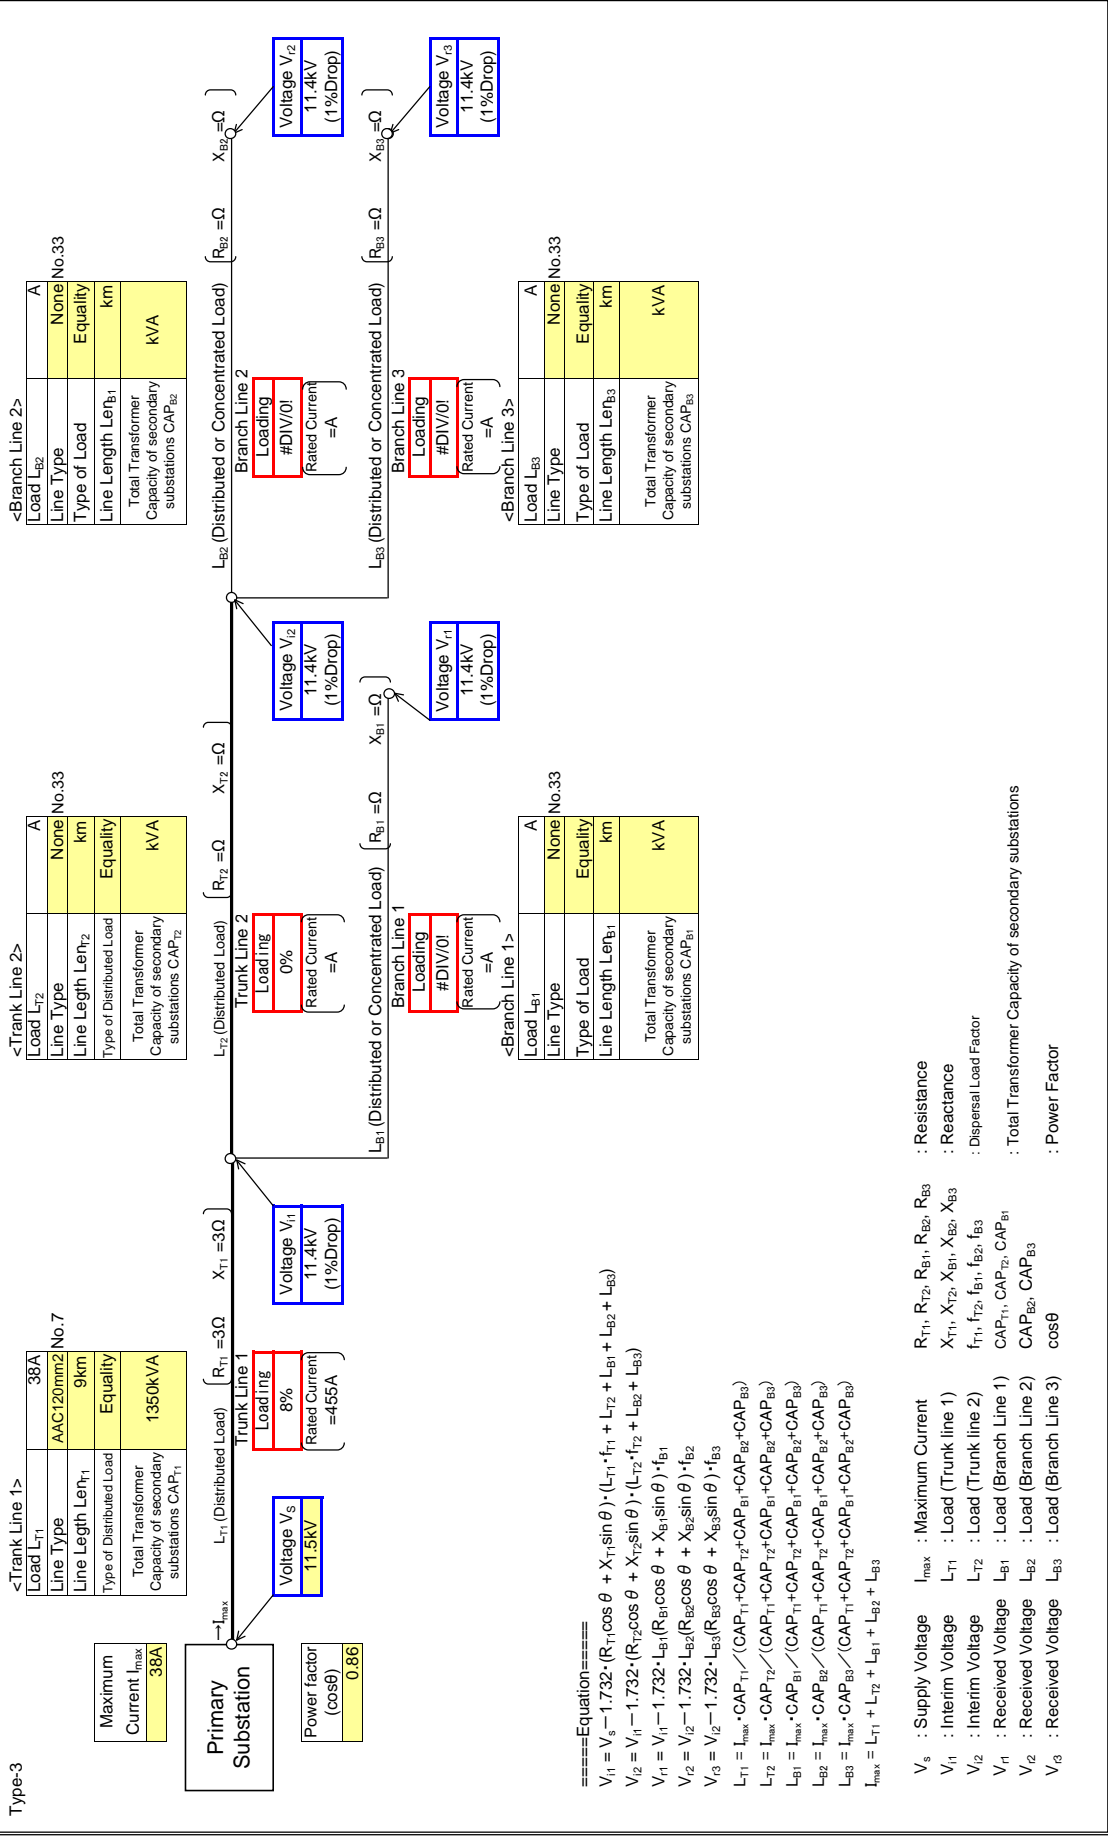 Type-3
Maximum
Current Imax
38A
Primary
Substation
Power factor
(cosθ)
0.86
→Imax
Voltage VS
11.5kV
<Trank Line 1>
Load LT1 38A
Line Type AAC120mm2 No.7
Line Length LenT1 9km
Type of Distributed Load Equality
Total Transformer
Capacity of secondary
substations CAPT1
1350kVA
LT1 (Distributed Load) (RT1 =3Ω XT1 =3Ω)
Trunk Line 1
Loading
8%
Rated Current
=455A
Voltage Vi1
11.4kV
(1%Drop)
<Trank Line 2>
Load LT2 A
Line Type None No.33
Line Legth LenT2 km
Type of Distributed Load Equality
Total Transformer
Capacity of secondary
substations CAPT2
kVA
LT2 (Distributed Load) (RT2 =Ω XT2 =Ω)
Trunk Line 2
Loading
0%
Rated Current
=A
Voltage Vi2
11.4kV
(1%Drop)
LB1 (Distributed or Concentrated Load) (RB1 =Ω XB1 =Ω)
Branch Line 1
Loading
#DIV/0!
Rated Current
=A
Voltage Vr1
11.4kV
(1%Drop)
<Branch Line 1>
Load LB1 A
Line Type None No.33
Type of Load Equality
Line Length LenB1 km
Total Transformer
Capacity of secondary
substations CAPB1
kVA
<Branch Line 2>
Load LB2 A
Line Type None No.33
Type of Load Equality
Line Length LenB1 km
Total Transformer
Capacity of secondary
substations CAPB2
kVA
LB2 (Distributed or Concentrated Load) (RB2 =Ω XB2 =Ω)
Branch Line 2
Loading
#DIV/0!
Rated Current
=A
Voltage Vr2
11.4kV
(1%Drop)
LB3 (Distributed or Concentrated Load) (RB3 =Ω XB3 =Ω)
Branch Line 3
Loading
#DIV/0!
Rated Current
=A
Voltage Vr3
11.4kV
(1%Drop)
<Branch Line 3>
Load LB3 A
Line Type None No.33
Type of Load Equality
Line Length LenB3 km
Total Transformer
Capacity of secondary
substations CAPB3
kVA
=====Equation=====
Vi1 = Vs－1.732・(RT1cos θ + XT1sin θ)・(LT1・fT1 + LT2 + LB1 + LB2 + LB3)
Vi2 = Vi1－1.732・(RT2cos θ + XT2sin θ)・(LT2・fT2 + LB2 + LB3)
Vr1 = Vi1－1.732・LB1(RB1cos θ + XB1sin θ)・fB1
Vr2 = Vi2－1.732・LB2(RB2cos θ + XB2sin θ)・fB2
Vr3 = Vi2－1.732・LB3(RB3cos θ + XB3sin θ)・fB3
LT1 = Imax・CAPT1／(CAPT1+CAPT2+CAPB1+CAPB2+CAPB3)
LT2 = Imax・CAPT2／(CAPT1+CAPT2+CAPB1+CAPB2+CAPB3)
LB1 = Imax・CAPB1／(CAPT1+CAPT2+CAPB1+CAPB2+CAPB3)
LB2 = Imax・CAPB2／(CAPT1+CAPT2+CAPB1+CAPB2+CAPB3)
LB3 = Imax・CAPB3／(CAPT1+CAPT2+CAPB1+CAPB2+CAPB3)
Imax = LT1 + LT2 + LB1 + LB2 + LB3
Vs : Supply Voltage Imax : Maximum Current RT1, RT2, RB1, RB2, RB3 : Resistance
Vi1 : Interim Voltage LT1 : Load (Trunk line 1) XT1, XT2, XB1, XB2, XB3 : Reactance
Vi2 : Interim Voltage LT2 : Load (Trunk line 2) fT1, fT2, fB1, fB2, fB3 : Dispersal Load Factor
Vr1 : Received Voltage LB1 : Load (Branch Line 1) CAPT1, CAPT2, CAPB1 : Total Transformer Capacity of secondary substations
Vr2 : Received Voltage LB2 : Load (Branch Line 2) CAPB2, CAPB3
Vr3 : Received Voltage LB3 : Load (Branch Line 3) cosθ : Power Factor